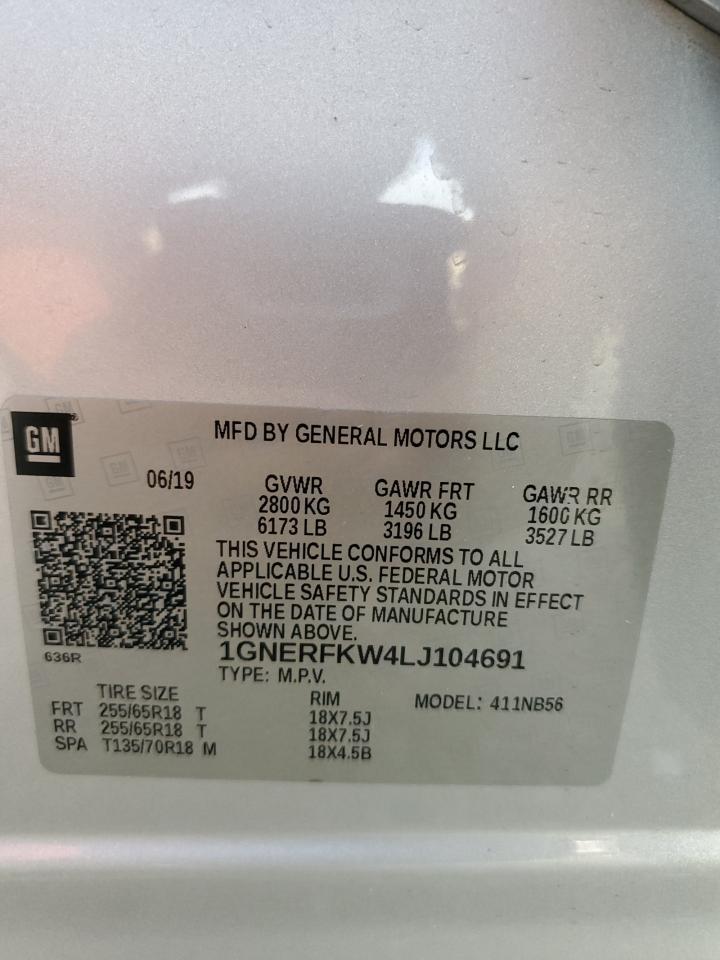 GM
MFD BY GENERAL MOTORS LLC
06/19
GVWR
2800 KG
6173 LB
GAWR FRT
1450 KG
3196 LB
GAWR RR
1600 KG
3527 LB
THIS VEHICLE CONFORMS TO ALL
APPLICABLE U.S. FEDERAL MOTOR
VEHICLE SAFETY STANDARDS IN EFFECT
ON THE DATE OF MANUFACTURE
SHOWN ABOVE.
636R
1GNERFKW4LJ104691
TYPE: M.P.V.
TIRE SIZE RIM MODEL: 411NB56
FRT 255/65R18 T 18X7.5J
RR 255/65R18 T 18X7.5J
SPA T135/70R18 M 18X4.5B